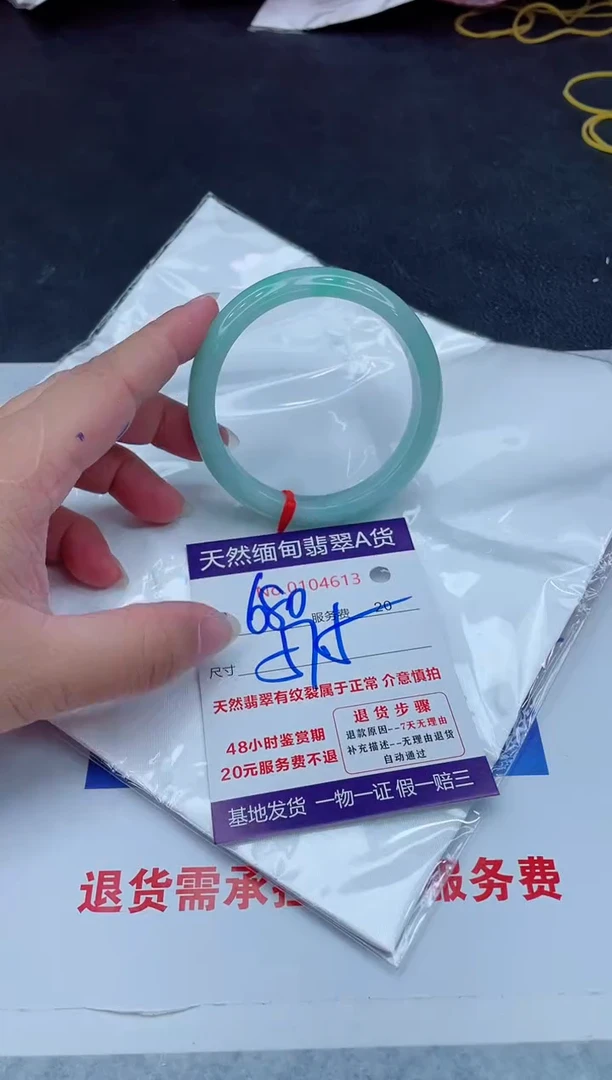 天然缅甸翡翠A货
No.0104613
680 服务费 20
尺寸
天然翡翠有纹裂属于正常 介意慎拍
48小时鉴赏期
20元服务费不退
退货步骤
退款原因--7天无理由
补充描述--无理由退货
自动通过
基地发货 一物一证 假一赔三
退货需承担 服务费